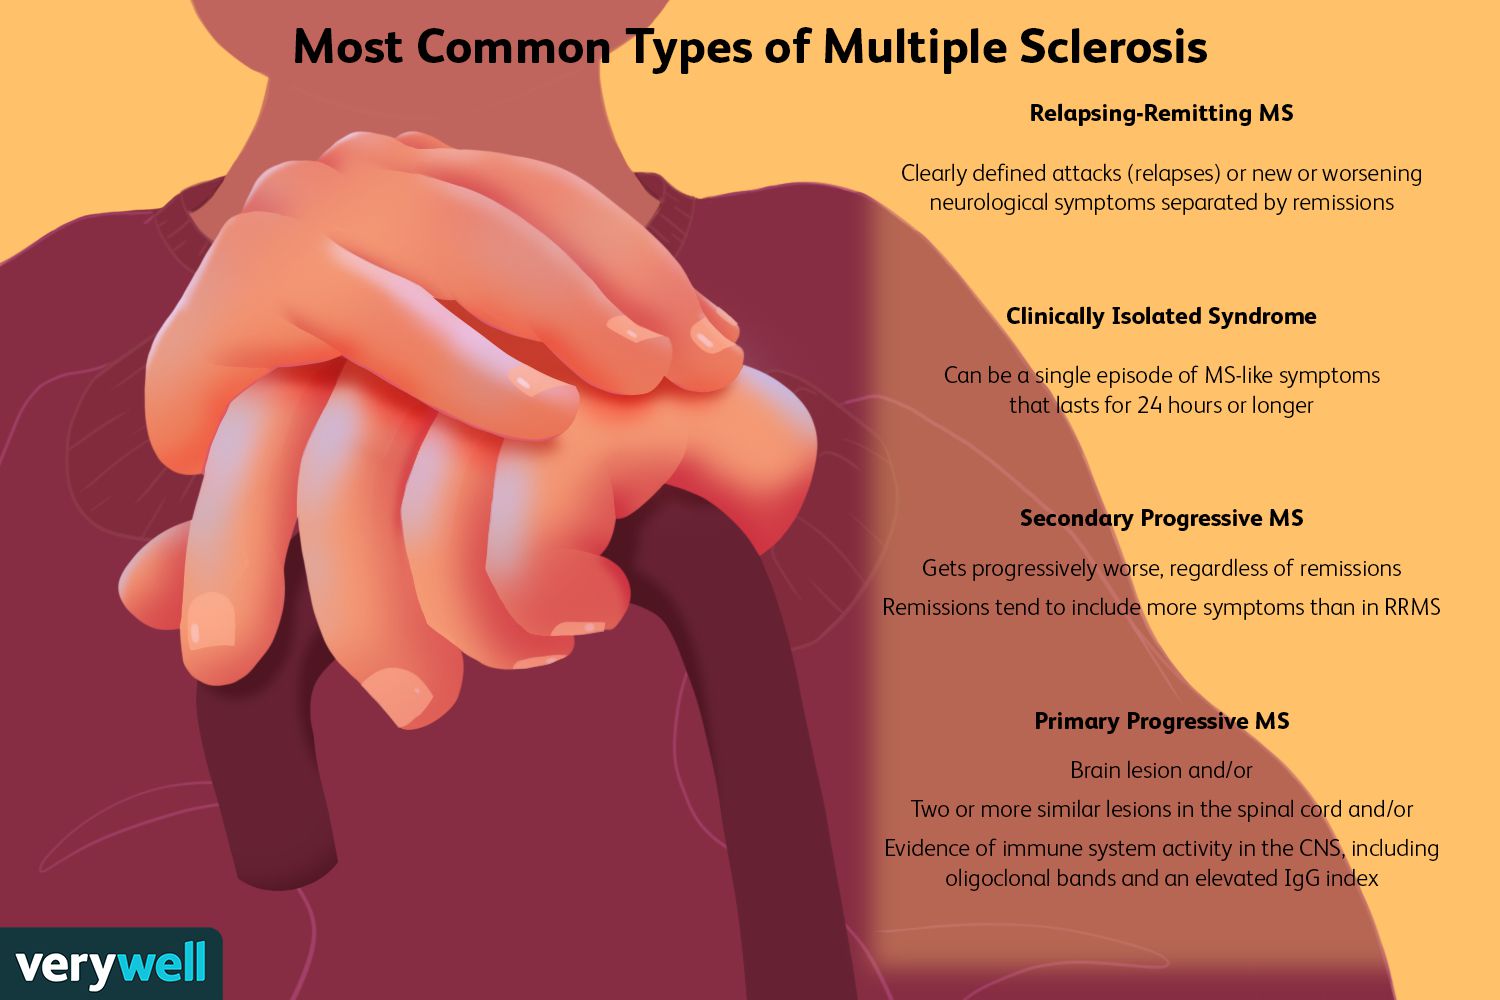 Most Common Types of Multiple Sclerosis
Relapsing-Remitting MS
Clearly defined attacks (relapses) or new or worsening
neurological symptoms separated by remissions
Clinically Isolated Syndrome
Can be a single episode of MS-like symptoms
that lasts for 24 hours or longer
Secondary Progressive MS
Gets progressively worse, regardless of remissions
Remissions tend to include more symptoms than in RRMS
Primary Progressive MS
Brain lesion and/or
Two or more similar lesions in the spinal cord and/or
Evidence of immune system activity in the CNS, including
oligoclonal bands and an elevated IgG index
verywell